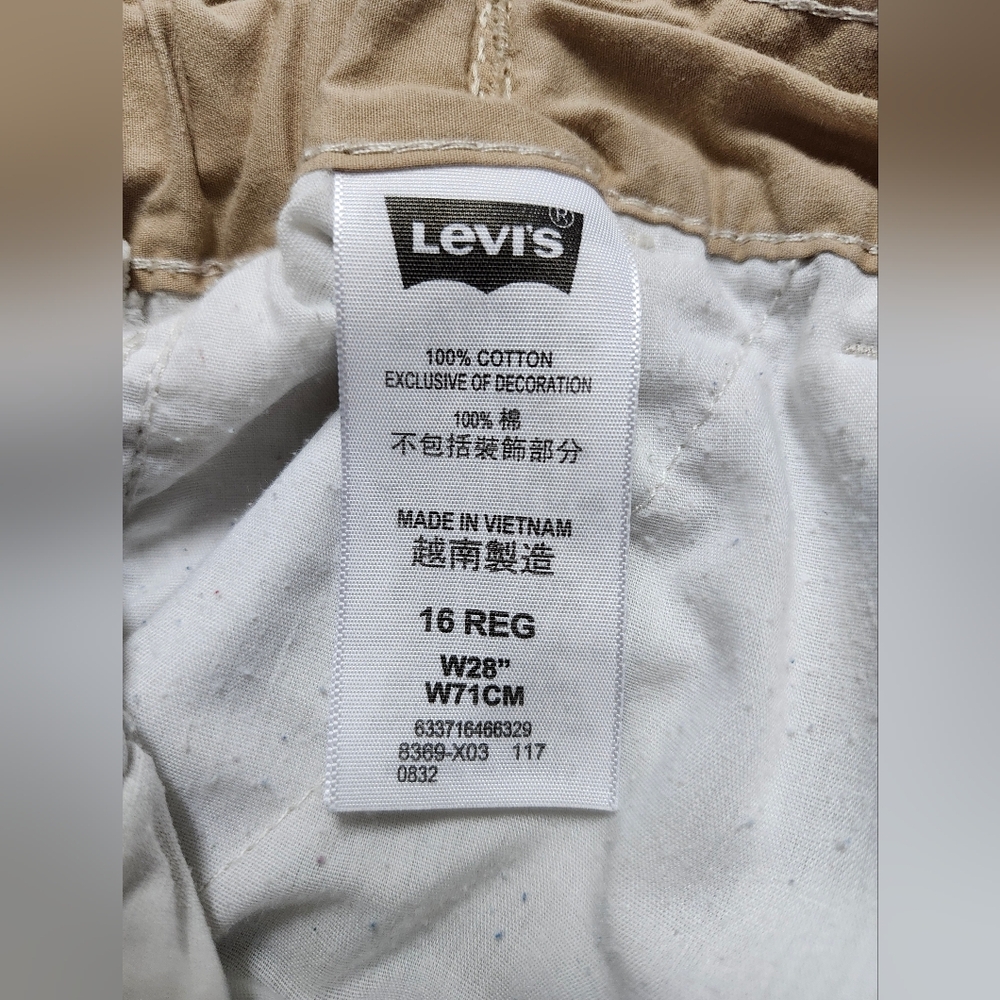 Levi's®
100% COTTON
EXCLUSIVE OF DECORATION
100% 棉
不包括裝飾部分
MADE IN VIETNAM
越南製造
16 REG
W28"
W71CM
633716466329
8369-X03 117
0832